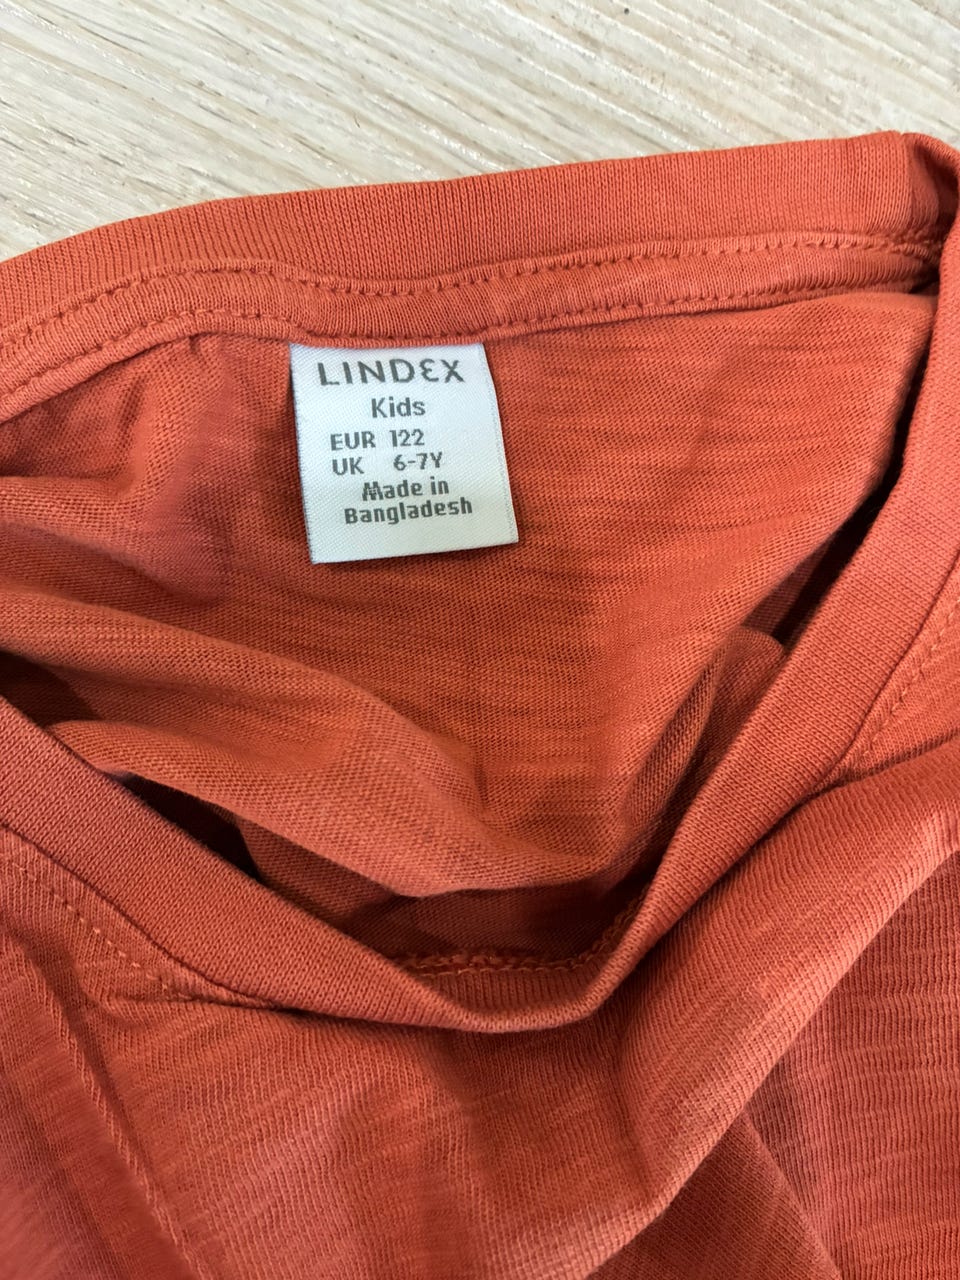 LINDEX
Kids
EUR 122
UK 6-7Y
Made in
Bangladesh